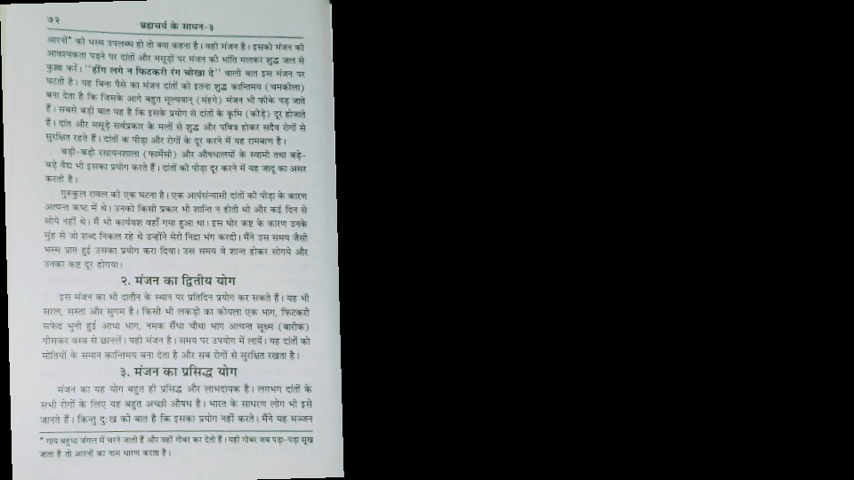 ७२
ब्रह्मचर्य के साधन-३
आरनों* की भस्म उपलब्ध हो तो क्या कहना है। वही मंजन है। इसको मंजन की
आवश्यकता पड़ने पर दांतों और मसूड़ों पर मंजन की भांति मलकर शुद्ध जल से
कुल्ला करें। "हींग लगे न फिटकरी रंग चोखा दे" वाली बात इस मंजन पर
घटती है। यह बिना पैसे का मंजन दांतों को इतना शुद्ध कान्तिमय (चमकीला)
बना देता है कि जिसके आगे बहुत मूल्यवान् (मंहगे) मंजन भी फीके पड़ जाते
हैं। सबसे बड़ी बात यह है कि इसके प्रयोग से दांतों के कृमि (कीड़े) दूर होजाते
हैं। दांत और मसूड़े सर्वप्रकार के मलों से शुद्ध और पवित्र होकर सदैव रोगों से
सुरक्षित रहते हैं। दांतों की पीड़ा और रोगों के दूर करने में यह रामबाण है।
बड़ी-बड़ी रसायनशाला (फार्मेसी) और औषधालयों के स्वामी तथा बड़े-
बड़े वैद्य भी इसका प्रयोग करते हैं। दांतों की पीड़ा दूर करने में यह जादू का असर
करती है।
गुरुकुल रावल की एक घटना है। एक आर्यसंन्यासी दांतों की पीड़ा के कारण
अत्यन्त कष्ट में थे। उनको किसी प्रकार भी शान्ति न होती थी और कई दिन से
सोये नहीं थे। मैं भी कार्यवश वहाँ गया हुआ था। इस घोर कष्ट के कारण उनके
मुंह से जो शब्द निकल रहे थे उन्होंने मेरी निद्रा भंग करदी। मैंने उस समय जैसी
भस्म प्राप्त हुई उसका प्रयोग करा दिया। उस समय वे शान्त होकर सोगये और
उनका कष्ट दूर होगया।
२. मंजन का द्वितीय योग
इस मंजन का भी दातौन के स्थान पर प्रतिदिन प्रयोग कर सकते हैं। यह भी
सरल, सस्ता और सुगम है। किसी भी लकड़ी का कोयला एक भाग, फिटकरी
सफेद भुनी हुई आधा भाग, नमक सैंधा चौथा भाग अत्यन्त सूक्ष्म (बारीक)
पीसकर वस्त्र से छानलें। यही मंजन है। समय पर उपयोग में लायें। यह दांतों को
मोतियों के समान कान्तिमय बना देता है और सब रोगों से सुरक्षित रखता है।
३. मंजन का प्रसिद्ध योग
मंजन का यह योग बहुत ही प्रसिद्ध और लाभदायक है। लगभग दांतों के
सभी रोगों के लिए यह बहुत अच्छी औषध है। भारत के साधारण लोग भी इसे
जानते हैं। किन्तु दुःख की बात है कि इसका प्रयोग नहीं करते। मैंने यह मञ्जन
* गइयें बहुधा जंगल में चरने जाती हैं और वहीं गोबर कर देती हैं। यही गोबर जब पड़ा-पड़ा सूख
जाता है तो आरनों का नाम धारण करता है।